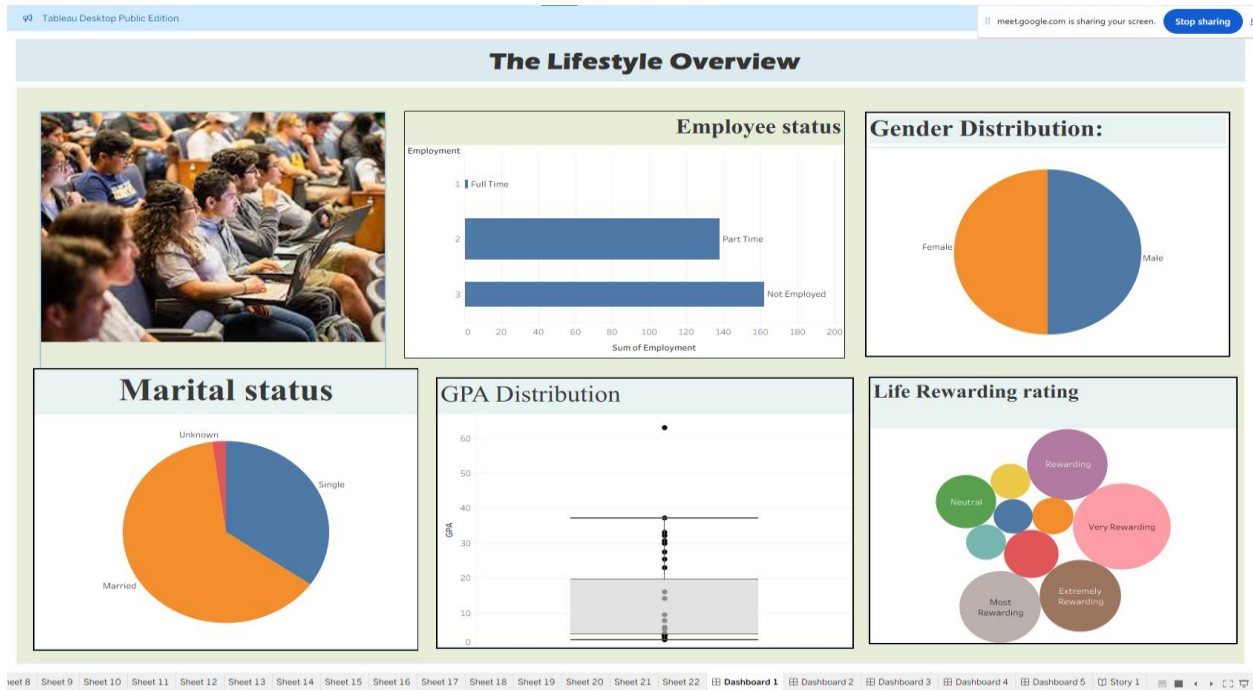 Tableau Desktop Public Edition
meet.google.com is sharing your screen.
Stop sharing
The Lifestyle Overview
Employee status
Employment
1 Full Time
2 Part Time
3 Not Employed
0 20 40 60 80 100 120 140 160 180 200
Sum of Employment
Gender Distribution:
Female
Male
Marital status
Unknown
Single
Married
GPA Distribution
60
50
40
30
20
10
0
GPA
Life Rewarding rating
Rewarding
Neutral
Very Rewarding
Extremely
Rewarding
Most
Rewarding
Sheet 9 Sheet 10 Sheet 11 Sheet 12 Sheet 13 Sheet 14 Sheet 15 Sheet 16 Sheet 17 Sheet 18 Sheet 19 Sheet 20 Sheet 21 Sheet 22 Dashboard 1 Dashboard 2 Dashboard 3 Dashboard 4 Dashboard 5 Story 1